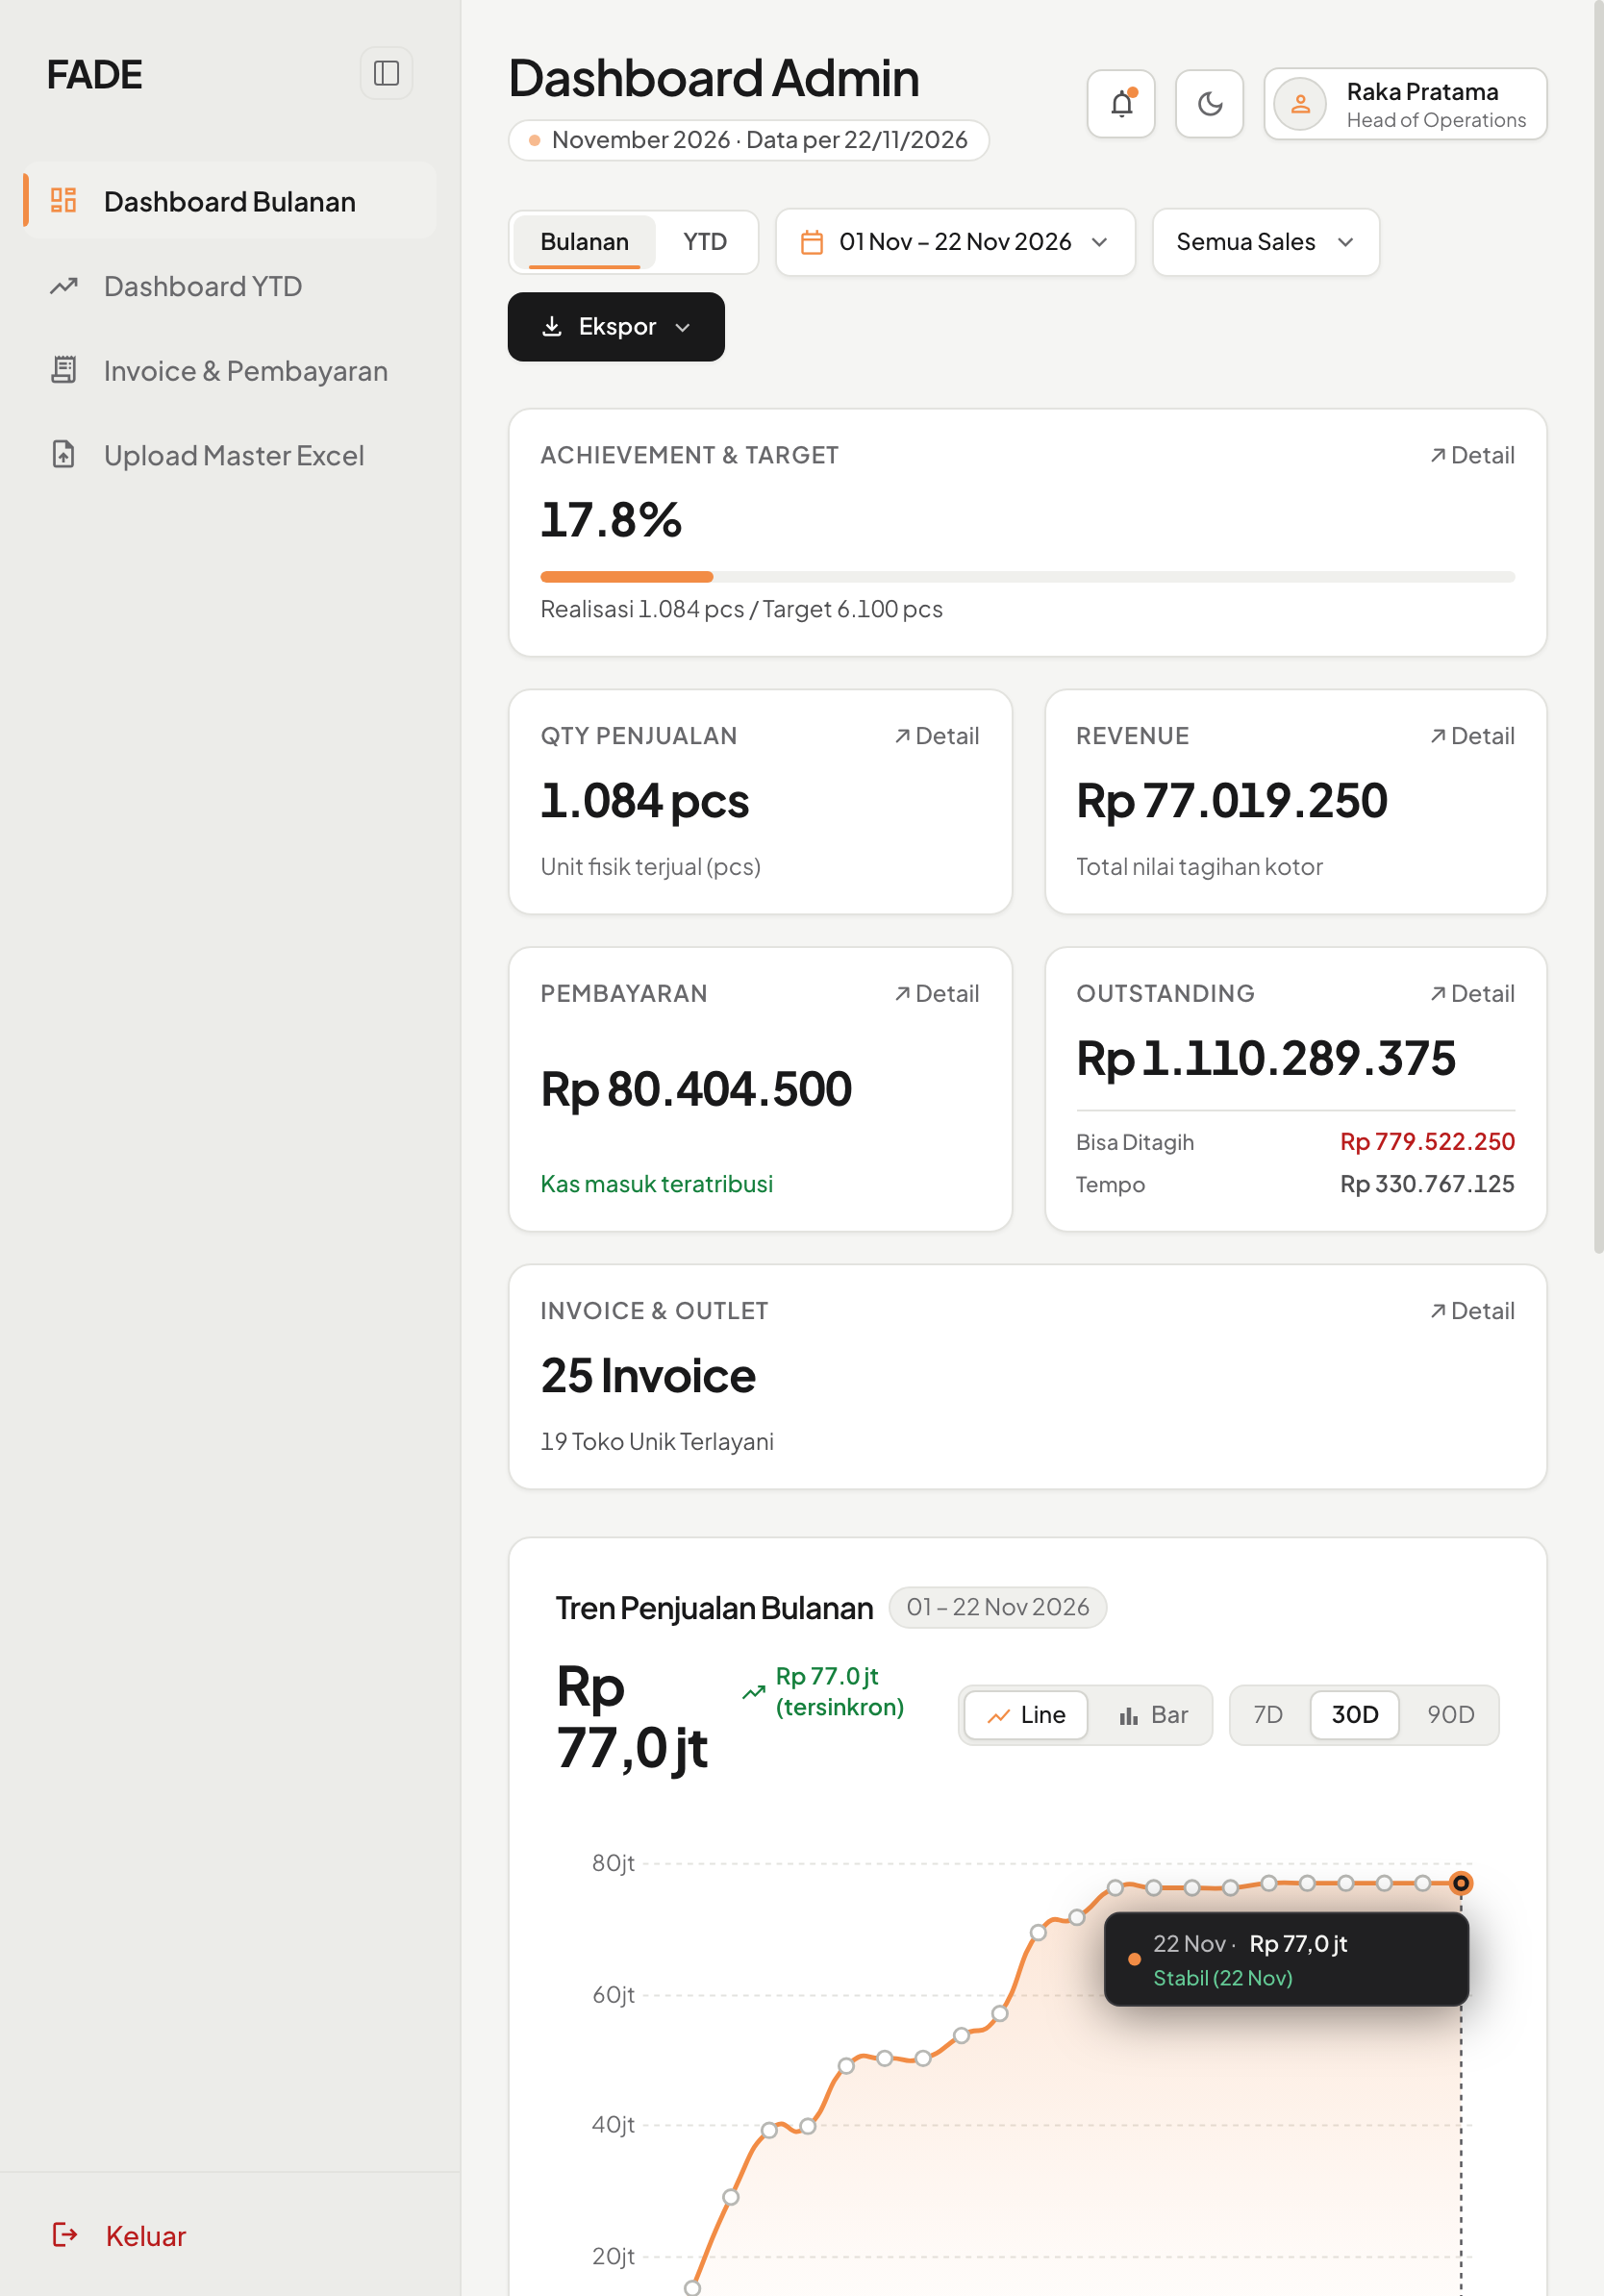 FADE
Dashboard Bulanan
Dashboard YTD
Invoice & Pembayaran
Upload Master Excel
Keluar
Dashboard Admin
November 2026 · Data per 22/11/2026
Raka Pratama
Head of Operations
Bulanan
YTD
01 Nov – 22 Nov 2026
Semua Sales
Ekspor
ACHIEVEMENT & TARGET
Detail
17.8%
Realisasi 1.084 pcs / Target 6.100 pcs
QTY PENJUALAN
Detail
1.084 pcs
Unit fisik terjual (pcs)
REVENUE
Detail
Rp 77.019.250
Total nilai tagihan kotor
PEMBAYARAN
Detail
Rp 80.404.500
Kas masuk teratribusi
OUTSTANDING
Detail
Rp 1.110.289.375
Bisa Ditagih Rp 779.522.250
Tempo Rp 330.767.125
INVOICE & OUTLET
Detail
25 Invoice
19 Toko Unik Terlayani
Tren Penjualan Bulanan
01 – 22 Nov 2026
Rp
77,0 jt
Rp 77.0 jt
(tersinkron)
Line
Bar
7D
30D
90D
80jt
60jt
40jt
20jt
22 Nov · Rp 77,0 jt
Stabil (22 Nov)